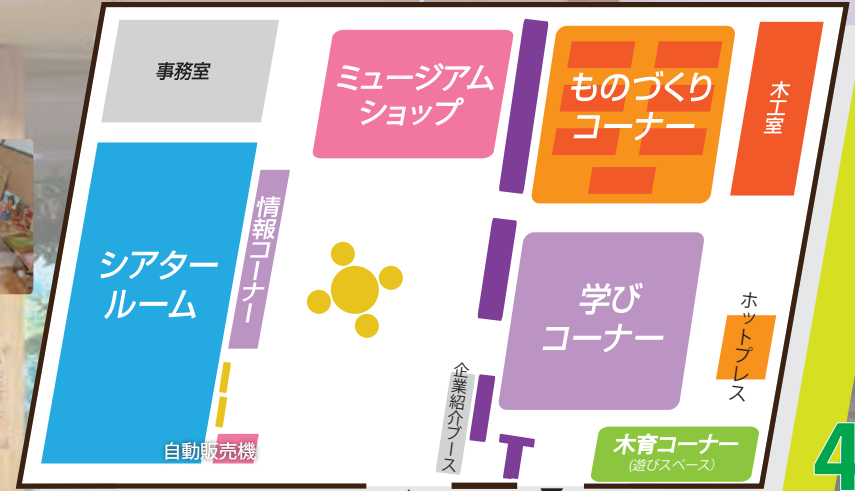 事務室
ミュージアム
ショップ
ものづくり
コーナー
木工室
シアター
ルーム
情報コーナー
学び
コーナー
ホットプレス
企業紹介ブース
自動販売機
木育コーナー
(遊びスペース)
4